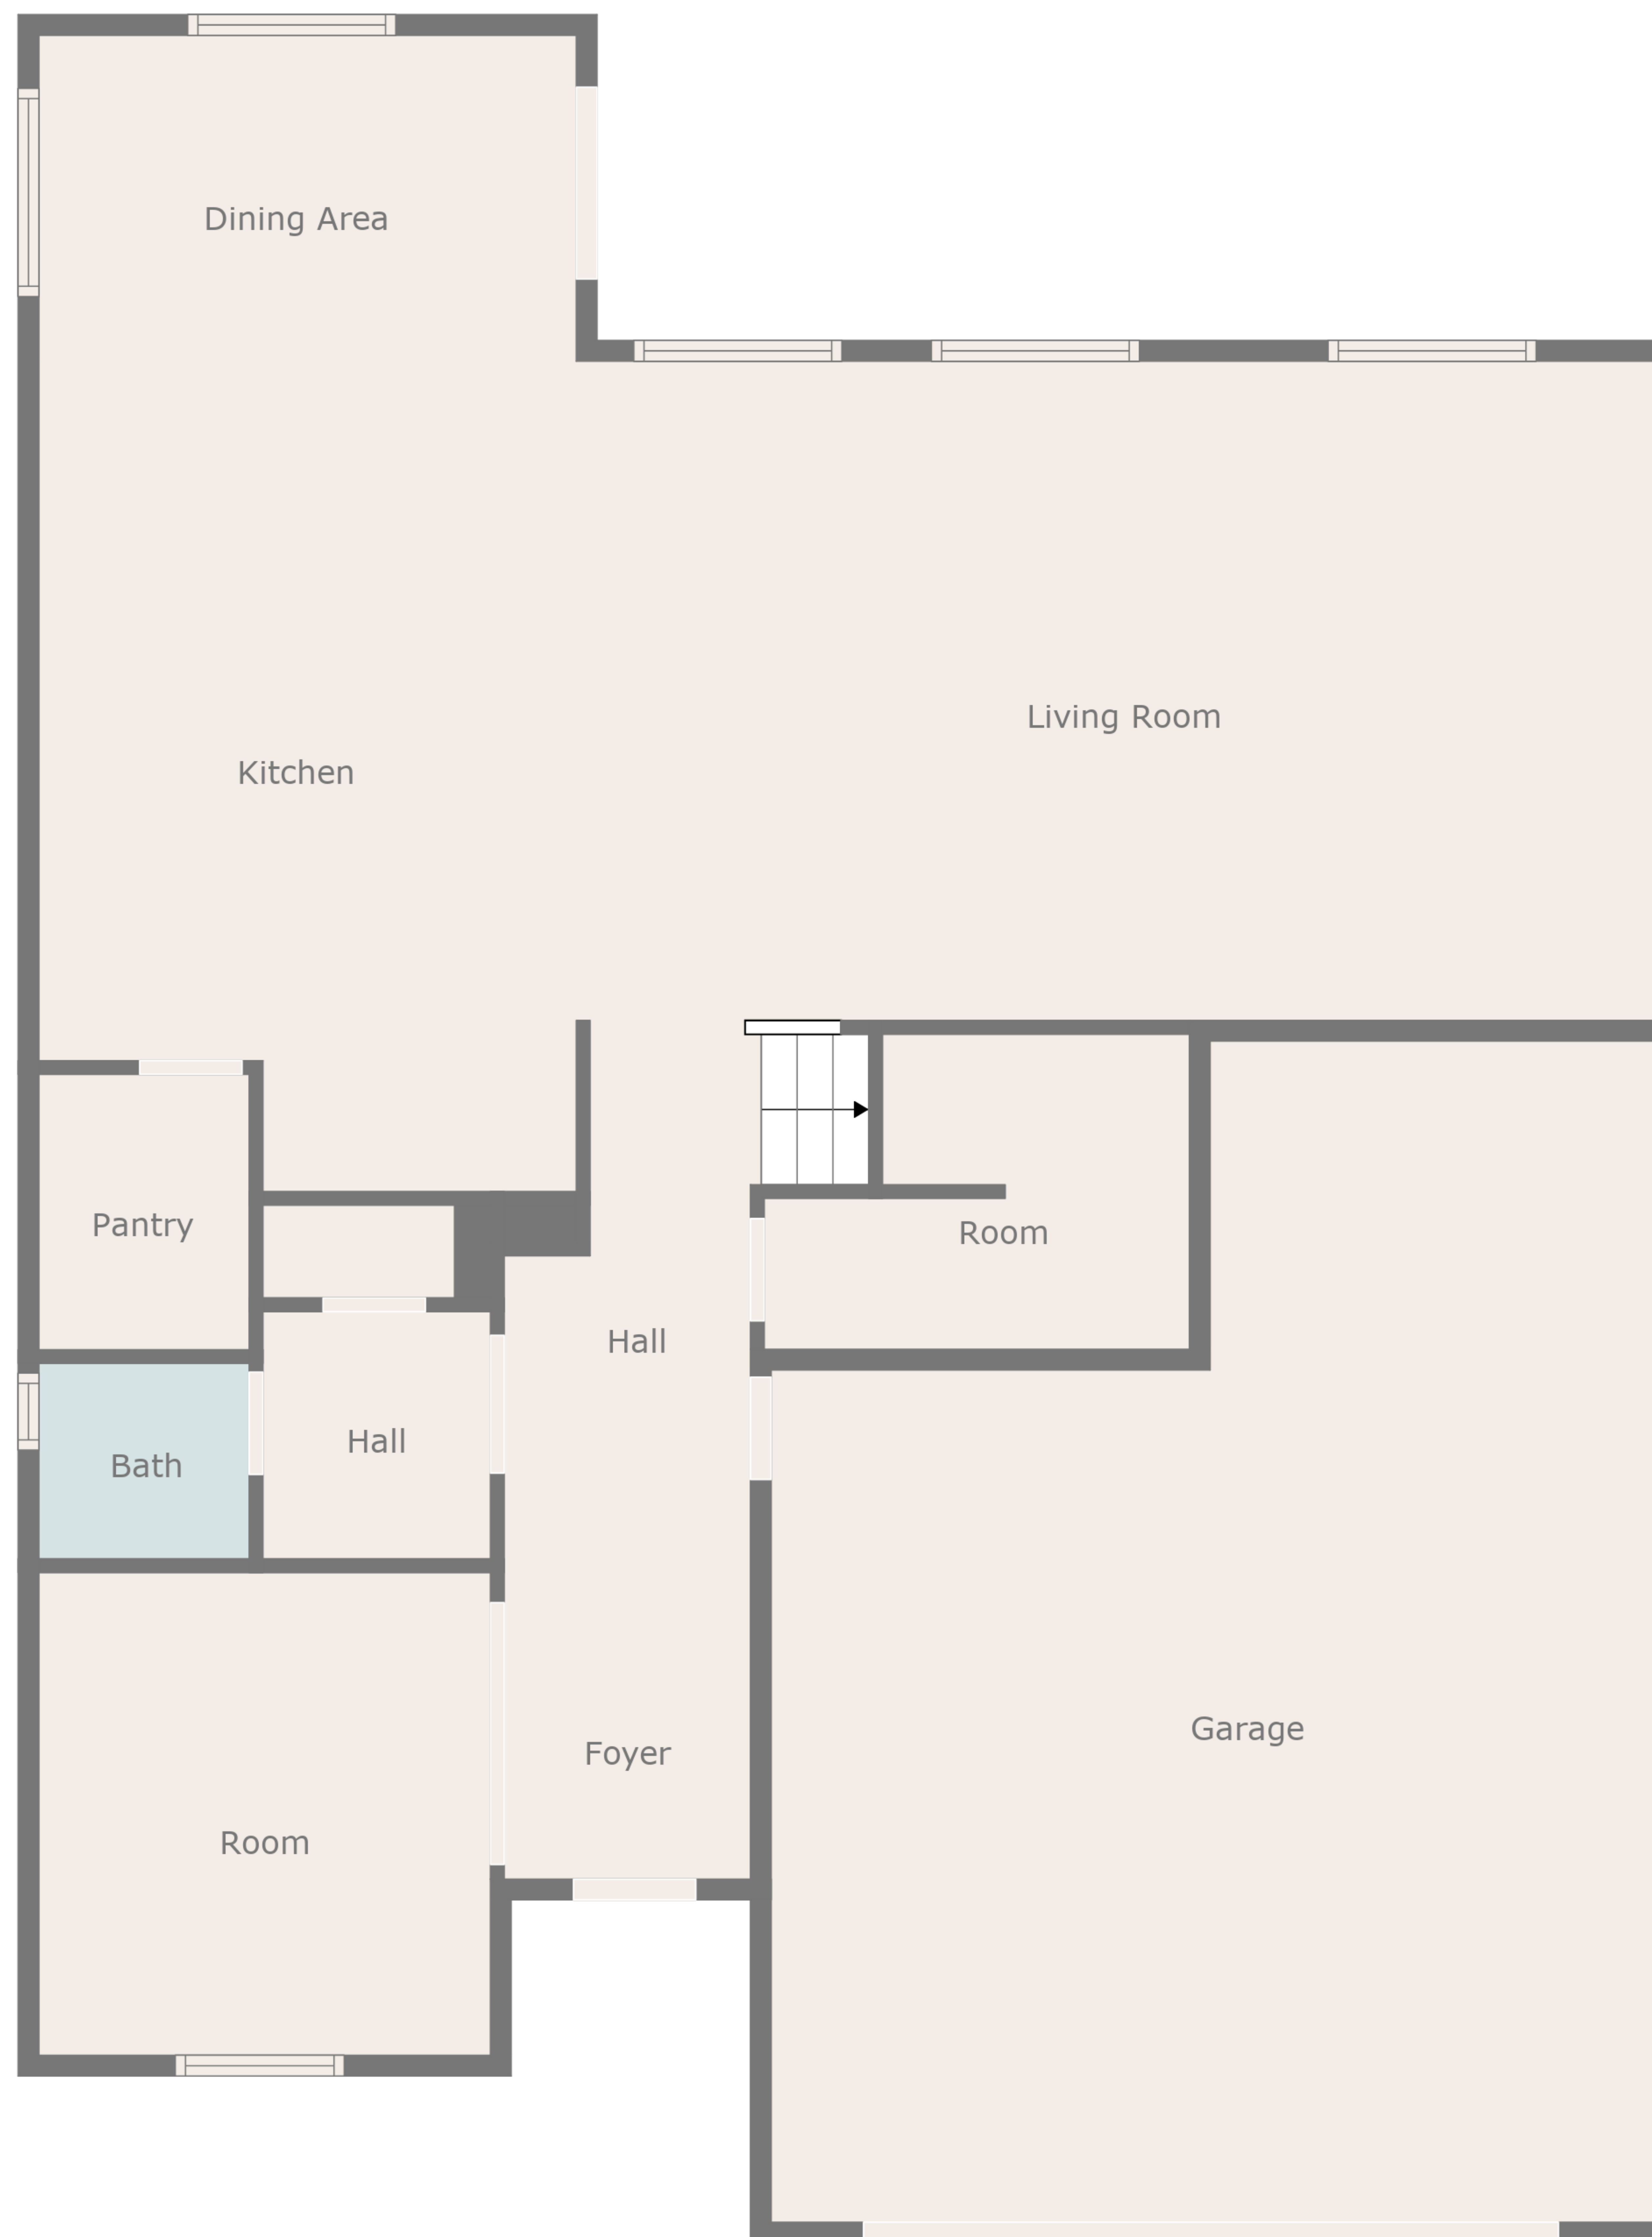 Dining Area
Living Room
Kitchen
Pantry
Room
Hall
Hall
Bath
Garage
Foyer
Room